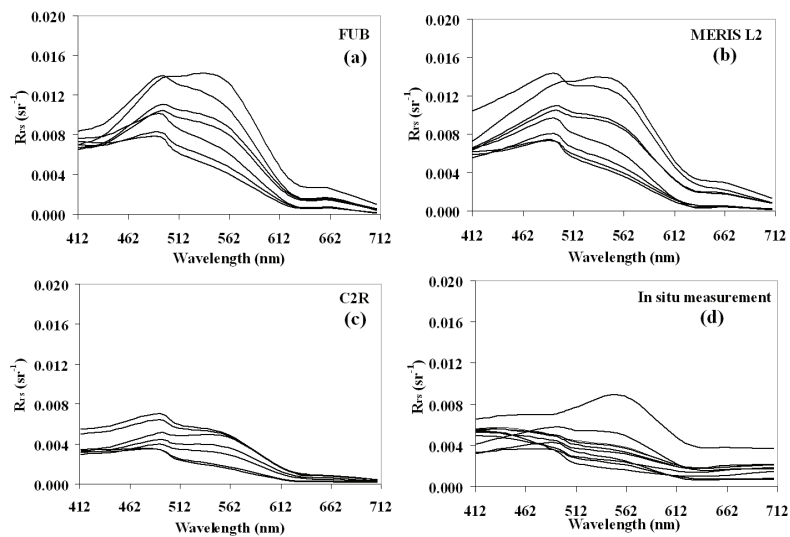 0.020
FUB
(a)
0.016
0.012
0.008
0.004
0.000
Rrs (sr-1)
412 462 512 562 612 662 712
Wavelength (nm)
0.020
MERIS L2
(b)
0.016
0.012
0.008
0.004
0.000
Rrs (sr-1)
412 462 512 562 612 662 712
Wavelength (nm)
0.020
C2R
(c)
0.016
0.012
0.008
0.004
0.000
Rrs (sr-1)
412 462 512 562 612 662 712
Wavelength (nm)
0.020
In situ measurement
(d)
0.016
0.012
0.008
0.004
0.000
Rrs (sr-1)
412 462 512 562 612 662 712
Wavelength (nm)